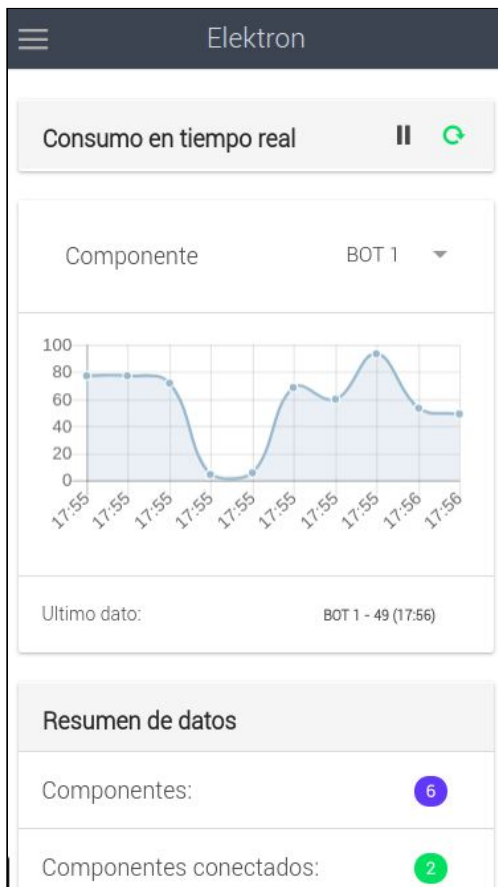 Elektron
Consumo en tiempo real
Componente BOT 1
100
80
60
40
20
0
17:55 17:55 17:55 17:55 17:55 17:55 17:55 17:55 17:56 17:56
Ultimo dato: BOT 1 - 49 (17:56)
Resumen de datos
Componentes: 6
Componentes conectados: 2